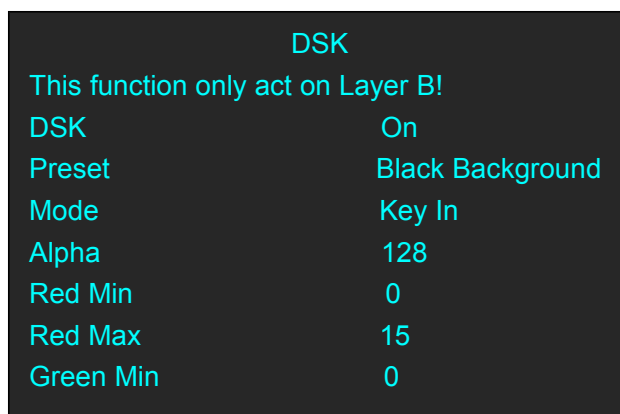 DSK
This function only act on Layer B!
DSK On
Preset Black Background
Mode Key In
Alpha 128
Red Min 0
Red Max 15
Green Min 0